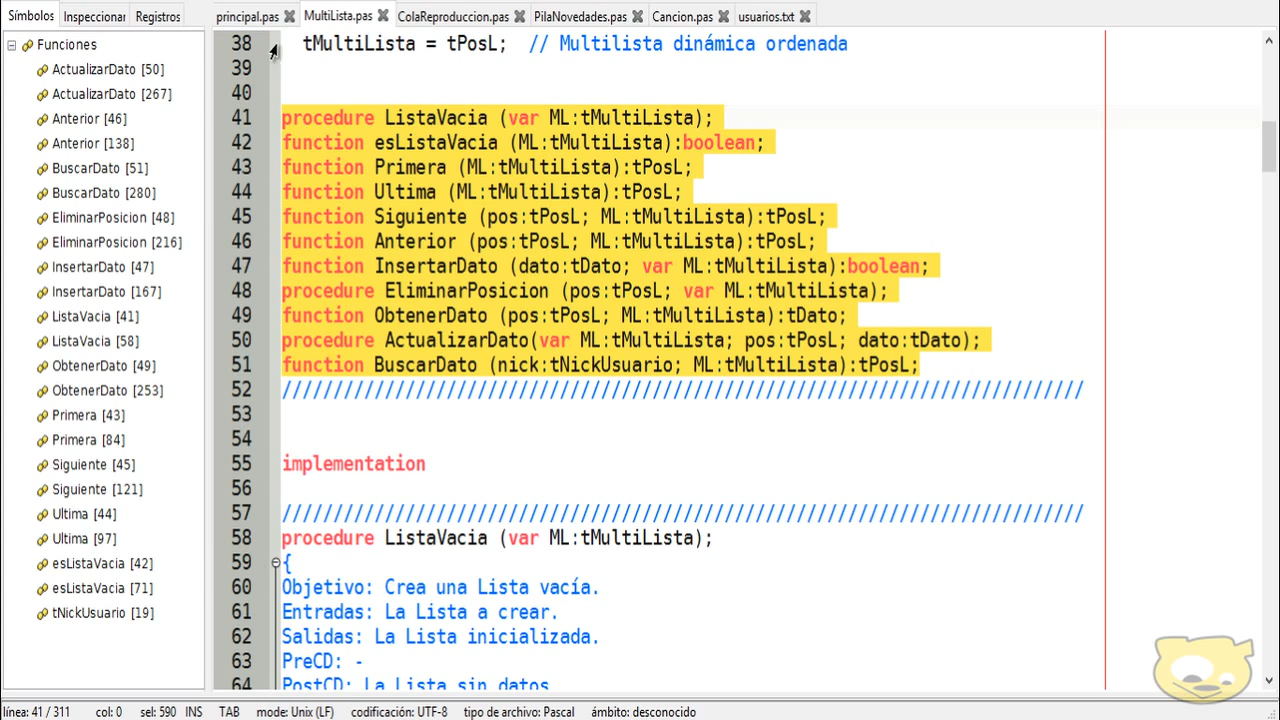 Símbolos Inspeccionar Registros
principal.pas MultiLista.pas ColaReproduccion.pas PilaNovedades.pas Cancion.pas usuarios.txt
Funciones
ActualizarDato [50]
ActualizarDato [267]
Anterior [46]
Anterior [138]
BuscarDato [51]
BuscarDato [280]
EliminarPosicion [48]
EliminarPosicion [216]
InsertarDato [47]
InsertarDato [167]
ListaVacia [41]
ListaVacia [58]
ObtenerDato [49]
ObtenerDato [253]
Primera [43]
Primera [84]
Siguiente [45]
Siguiente [121]
Ultima [44]
Ultima [97]
esListaVacia [42]
esListaVacia [71]
tNickUsuario [19]
38 tMultiLista = tPosL; // Multilista dinámica ordenada
39
40
41 procedure ListaVacia (var ML:tMultiLista);
42 function esListaVacia (ML:tMultiLista):boolean;
43 function Primera (ML:tMultiLista):tPosL;
44 function Ultima (ML:tMultiLista):tPosL;
45 function Siguiente (pos:tPosL; ML:tMultiLista):tPosL;
46 function Anterior (pos:tPosL; ML:tMultiLista):tPosL;
47 function InsertarDato (dato:tDato; var ML:tMultiLista):boolean;
48 procedure EliminarPosicion (pos:tPosL; var ML:tMultiLista);
49 function ObtenerDato (pos:tPosL; ML:tMultiLista):tDato;
50 procedure ActualizarDato(var ML:tMultiLista; pos:tPosL; dato:tDato);
51 function BuscarDato (nick:tNickUsuario; ML:tMultiLista):tPosL;
52 //////////////////////////////////////////////////////////////////////////////
53
54
55 implementation
56
57 //////////////////////////////////////////////////////////////////////////////
58 procedure ListaVacia (var ML:tMultiLista);
59 {
60 Objetivo: Crea una Lista vacía.
61 Entradas: La Lista a crear.
62 Salidas: La Lista inicializada.
63 PreCD: -
64 PostCD: La Lista sin datos
línea: 41 / 311 col: 0 sel: 590 INS TAB mode: Unix (LF) codificación: UTF-8 tipo de archivo: Pascal ámbito: desconocido